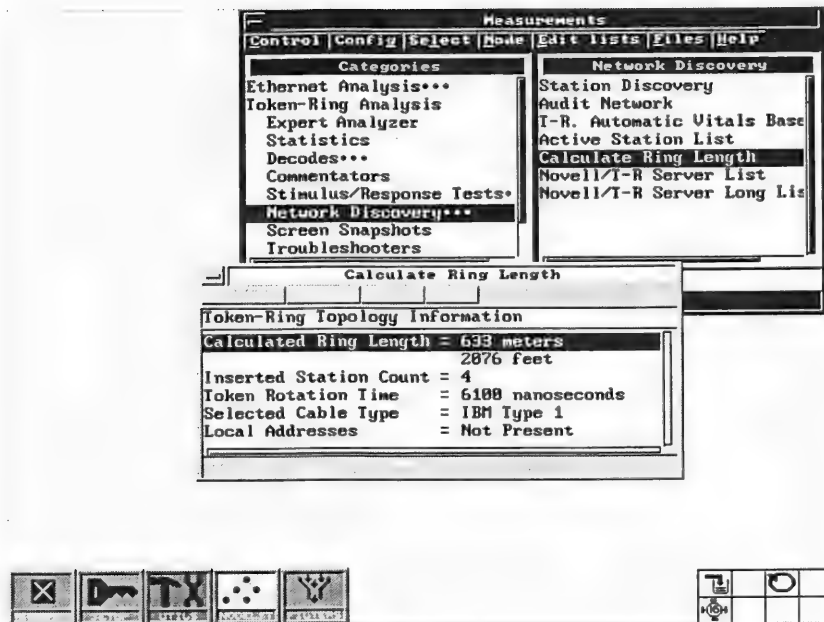 Measurements
Control Config Select Node Edit lists Files Help
Categories
Ethernet Analysis•••
Token-Ring Analysis
Expert Analyzer
Statistics
Decodes•••
Commentators
Stimulus/Response Tests•
Network Discovery•••
Screen Snapshots
Troubleshooters
Network Discovery
Station Discovery
Audit Network
T-R. Automatic Vitals Base
Active Station List
Calculate Ring Length
Novell/T-R Server List
Novell/T-R Server Long Lis
Calculate Ring Length
Token-Ring Topology Information
Calculated Ring Length = 633 meters
2076 feet
Inserted Station Count = 4
Token Rotation Time = 6100 nanoseconds
Selected Cable Type = IBM Type 1
Local Addresses = Not Present
16